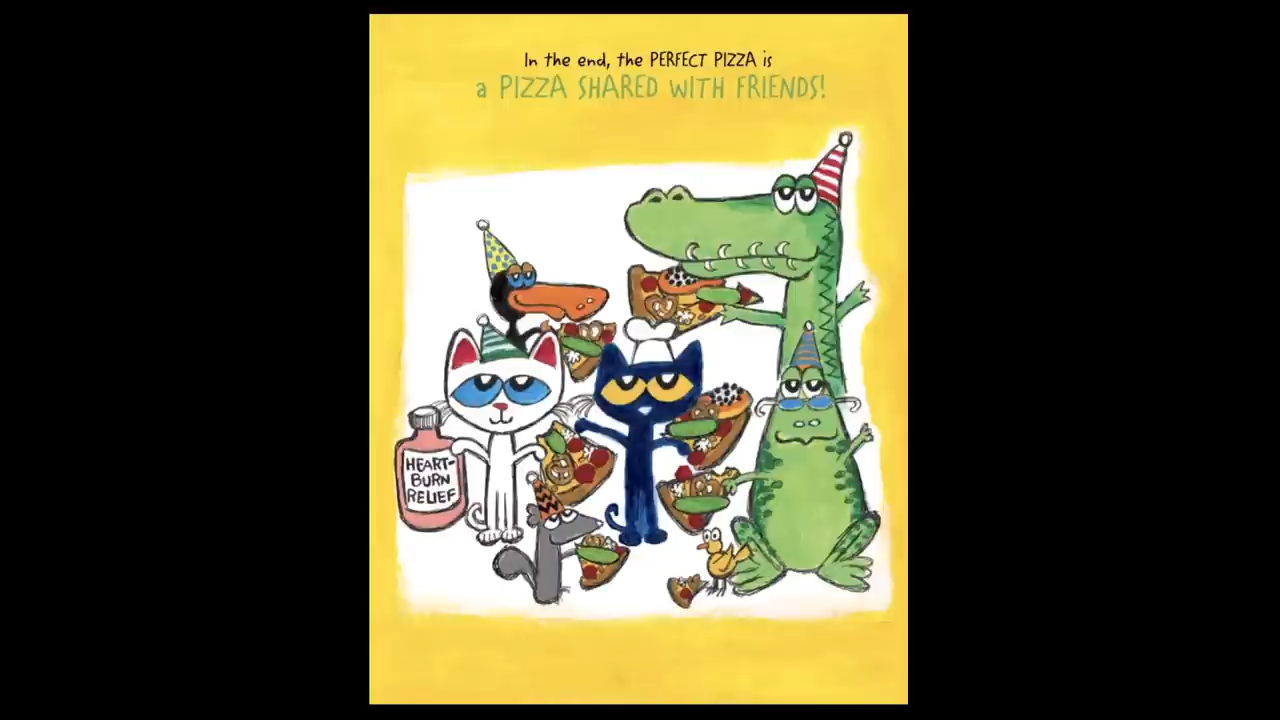 In the end, the PERFECT PIZZA is
a PIZZA SHARED WITH FRIENDS!
HEART-
BURN
RELIEF